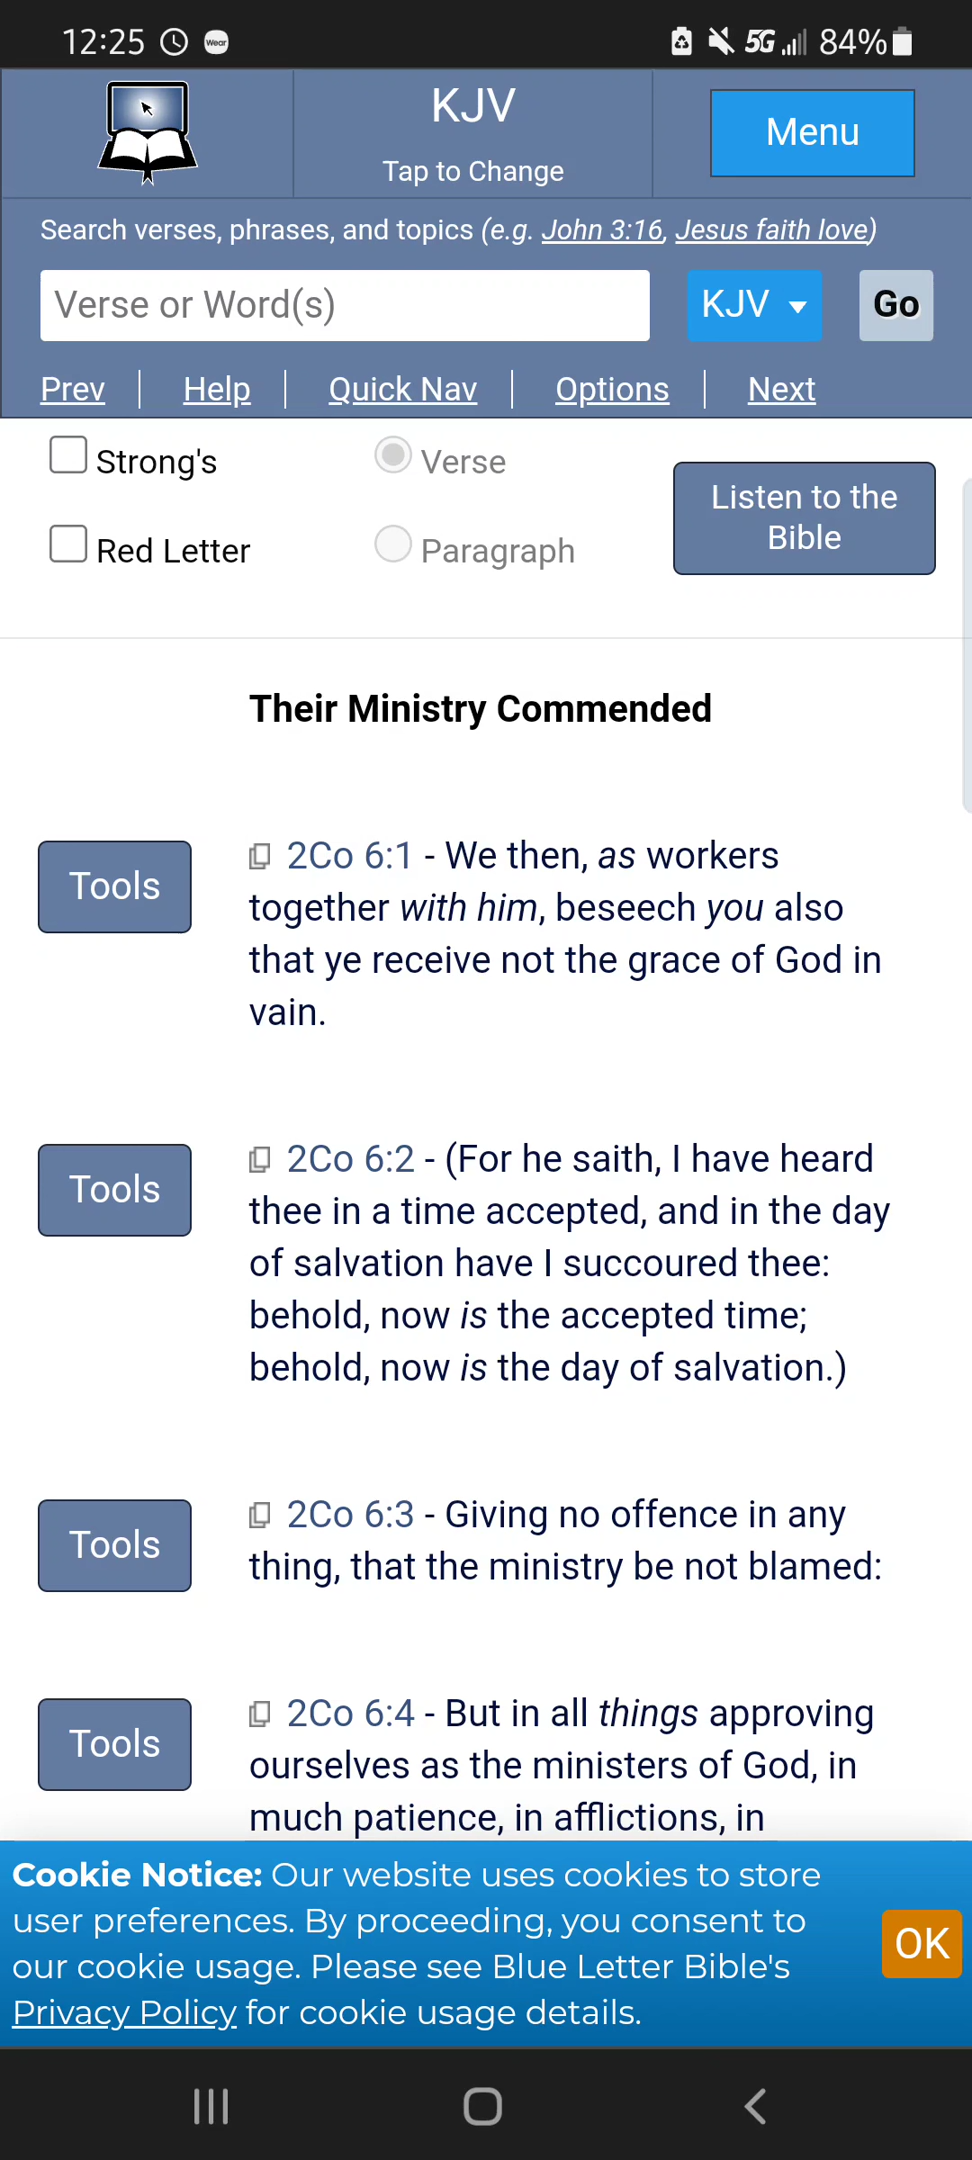 12:25 Wear 5G 84%
KJV
Tap to Change
Menu
Search verses, phrases, and topics (e.g. John 3:16, Jesus faith love)
Verse or Word(s) KJV Go
Prev | Help | Quick Nav | Options | Next
Strong's Verse
Listen to the
Bible
Red Letter Paragraph
Their Ministry Commended
Tools
2Co 6:1 - We then, as workers
together with him, beseech you also
that ye receive not the grace of God in
vain.
Tools
2Co 6:2 - (For he saith, I have heard
thee in a time accepted, and in the day
of salvation have I succoured thee:
behold, now is the accepted time;
behold, now is the day of salvation.)
Tools
2Co 6:3 - Giving no offence in any
thing, that the ministry be not blamed:
Tools
2Co 6:4 - But in all things approving
ourselves as the ministers of God, in
much patience, in afflictions, in
Cookie Notice: Our website uses cookies to store
user preferences. By proceeding, you consent to
our cookie usage. Please see Blue Letter Bible's
Privacy Policy for cookie usage details.
OK